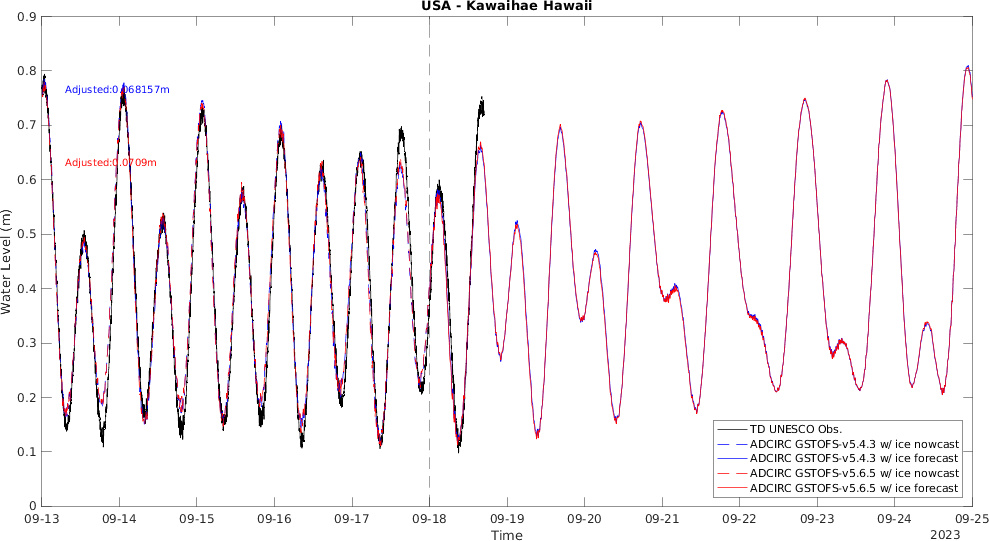 USA - Kawaihae Hawaii
0.9
0.8
0.7
0.6
0.5
0.4
0.3
0.2
0.1
0
Water Level (m)
Adjusted:0.068157m
Adjusted:0.0709m
TD UNESCO Obs.
ADCIRC GSTOFS-v5.4.3 w/ ice nowcast
ADCIRC GSTOFS-v5.4.3 w/ ice forecast
ADCIRC GSTOFS-v5.6.5 w/ ice nowcast
ADCIRC GSTOFS-v5.6.5 w/ ice forecast
09-13 09-14 09-15 09-16 09-17 09-18 09-19 09-20 09-21 09-22 09-23 09-24 09-25
Time
2023